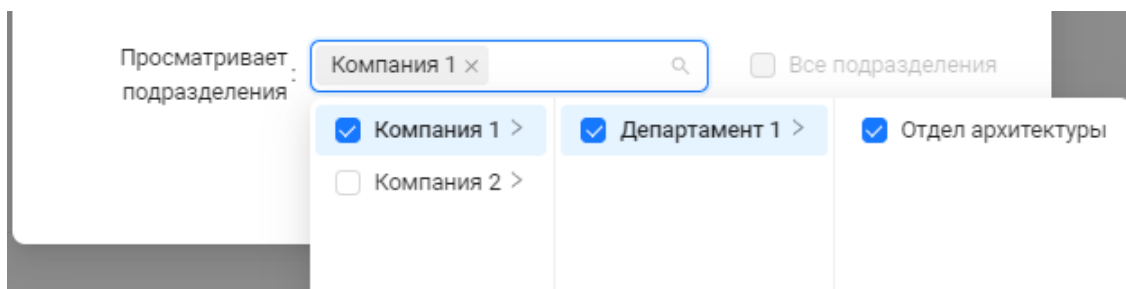 Просматривает
подразделения :
Компания 1 ×
Все подразделения
Компания 1 >
Департамент 1 >
Отдел архитектуры
Компания 2 >